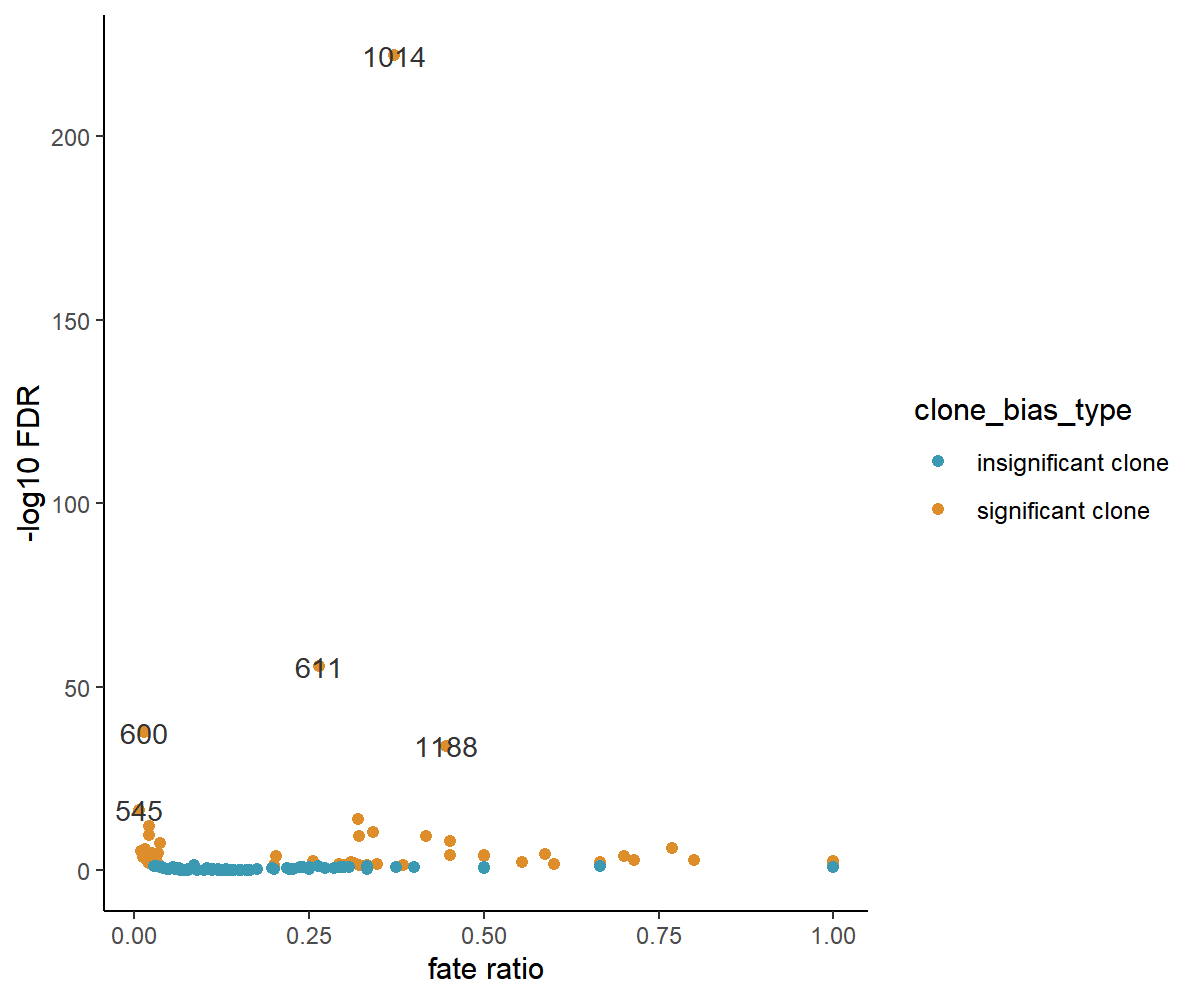 1014
200
150
clone_bias_type
-log10 FDR
insignificant clone
100
significant clone
611
50
600
1188
545
0
0.00 0.25 0.50 0.75 1.00
fate ratio